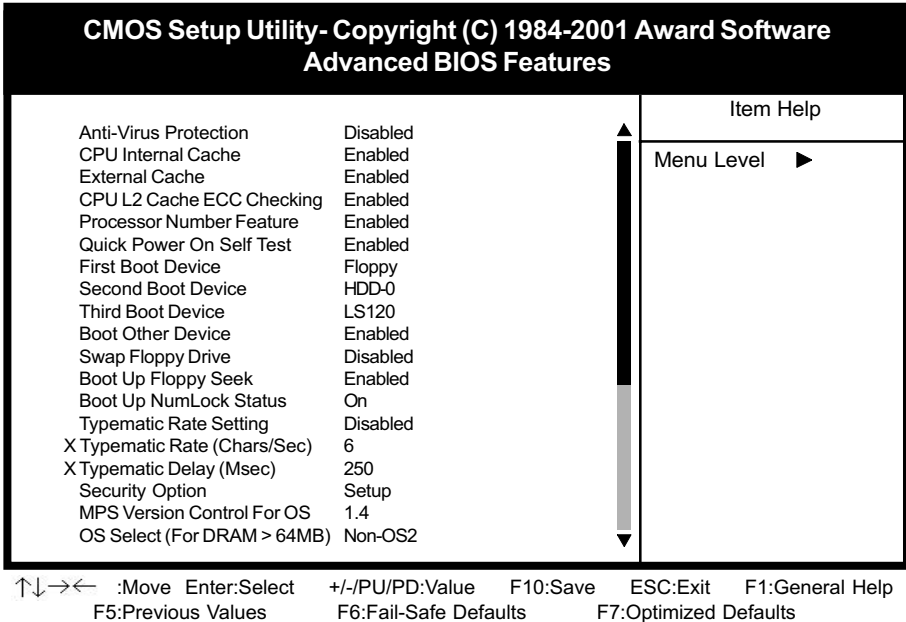 CMOS Setup Utility- Copyright (C) 1984-2001 Award Software
Advanced BIOS Features
Item Help
Menu Level ▶
Anti-Virus Protection Disabled
CPU Internal Cache Enabled
External Cache Enabled
CPU L2 Cache ECC Checking Enabled
Processor Number Feature Enabled
Quick Power On Self Test Enabled
First Boot Device Floppy
Second Boot Device HDD-0
Third Boot Device LS120
Boot Other Device Enabled
Swap Floppy Drive Disabled
Boot Up Floppy Seek Enabled
Boot Up NumLock Status On
Typematic Rate Setting Disabled
X Typematic Rate (Chars/Sec) 6
X Typematic Delay (Msec) 250
Security Option Setup
MPS Version Control For OS 1.4
OS Select (For DRAM > 64MB) Non-OS2
↑↓→← :Move Enter:Select +/-/PU/PD:Value F10:Save ESC:Exit F1:General Help
F5:Previous Values F6:Fail-Safe Defaults F7:Optimized Defaults